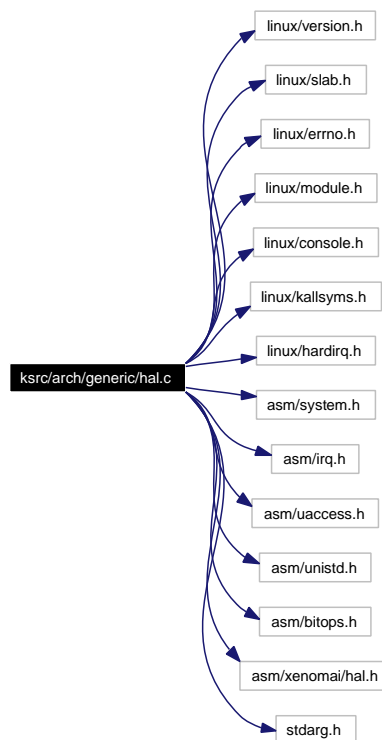 linux/version.h
linux/slab.h
linux/errno.h
linux/module.h
linux/console.h
linux/kallsyms.h
linux/hardirq.h
ksrc/arch/generic/hal.c
asm/system.h
asm/irq.h
asm/uaccess.h
asm/unistd.h
asm/bitops.h
asm/xenomai/hal.h
stdarg.h